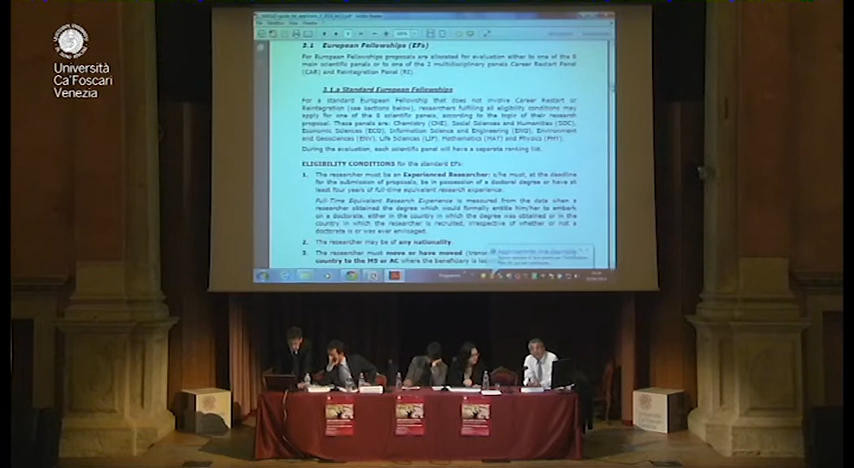 Università
Ca'Foscari
Venezia
3.1 European Fellowships (EFs)
For European Fellowships proposals are allocated for evaluation either to one of the 8
main scientific panels or to one of the 2 multidisciplinary panels Career Restart Panel
(CAR) and Reintegration Panel (RI)
3.1.a Standard European Fellowships
For a standard European Fellowship that does not involve Career Restart or
Reintegration (see sections below), researchers fulfilling all eligibility conditions may
apply for one of the 8 scientific panels, according to the topic of their research
proposal. These panels are: Chemistry (CHE), Social Sciences and Humanities (SOC),
Economic Sciences (ECO), Information Science and Engineering (ENG), Environment
and Geosciences (ENV), Life Sciences (LIF), Mathematics (MAT) and Physics (PHY).
During the evaluation, each scientific panel will have a separate ranking list.
ELIGIBILITY CONDITIONS for the standard EFs:
1. The researcher must be an Experienced Researcher: s/he must, at the deadline
for the submission of proposals, be in possession of a doctoral degree or have at
least four years of full-time equivalent research experience.
Full-Time Equivalent Research Experience is measured from the date when a
researcher obtained the degree which would formally entitle him/her to embark
on a doctorate, either in the country in which the degree was obtained or in the
country in which the researcher is recruited, irrespective of whether or not a
doctorate is or was ever envisaged.
2. The researcher may be of any nationality
3. The researcher must move or have moved
country to the MS or AC where the beneficiary is